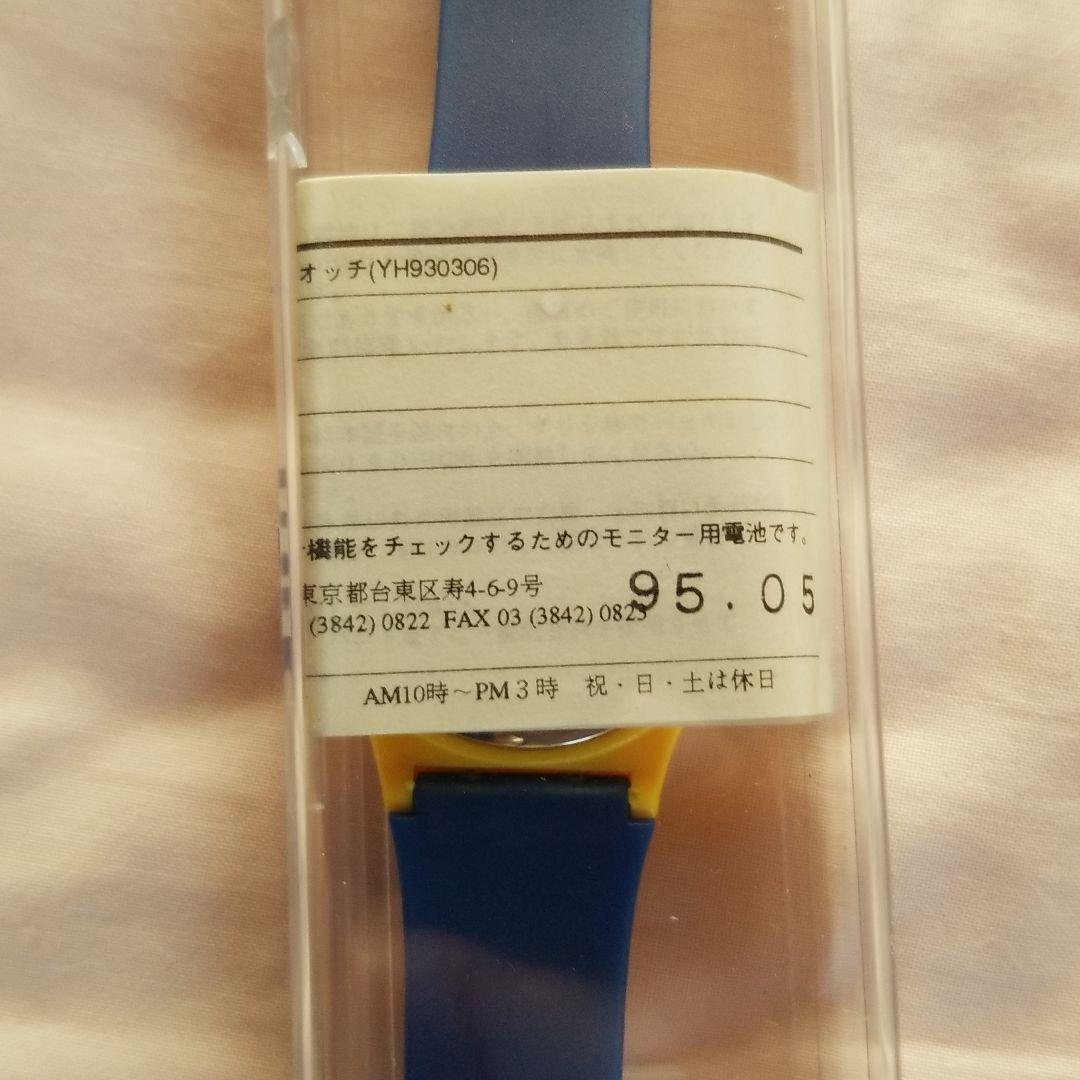 オッチ(YH930306)
機能をチェックするためのモニター用電池です。
東京都台東区寿4-6-9号
(3842) 0822 FAX 03 (3842) 0823
95.05
AM10時～PM3時 祝・日・土は休日